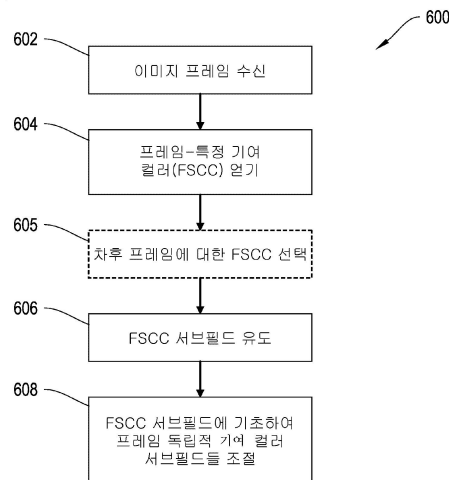 600
602
이미지 프레임 수신
604
프레임-특정 기여
컬러(FSCC) 얻기
605
차후 프레임에 대한 FSCC 선택
606
FSCC 서브필드 유도
608
FSCC 서브필드에 기초하여
프레임 독립적 기여 컬러
서브필드들 조절